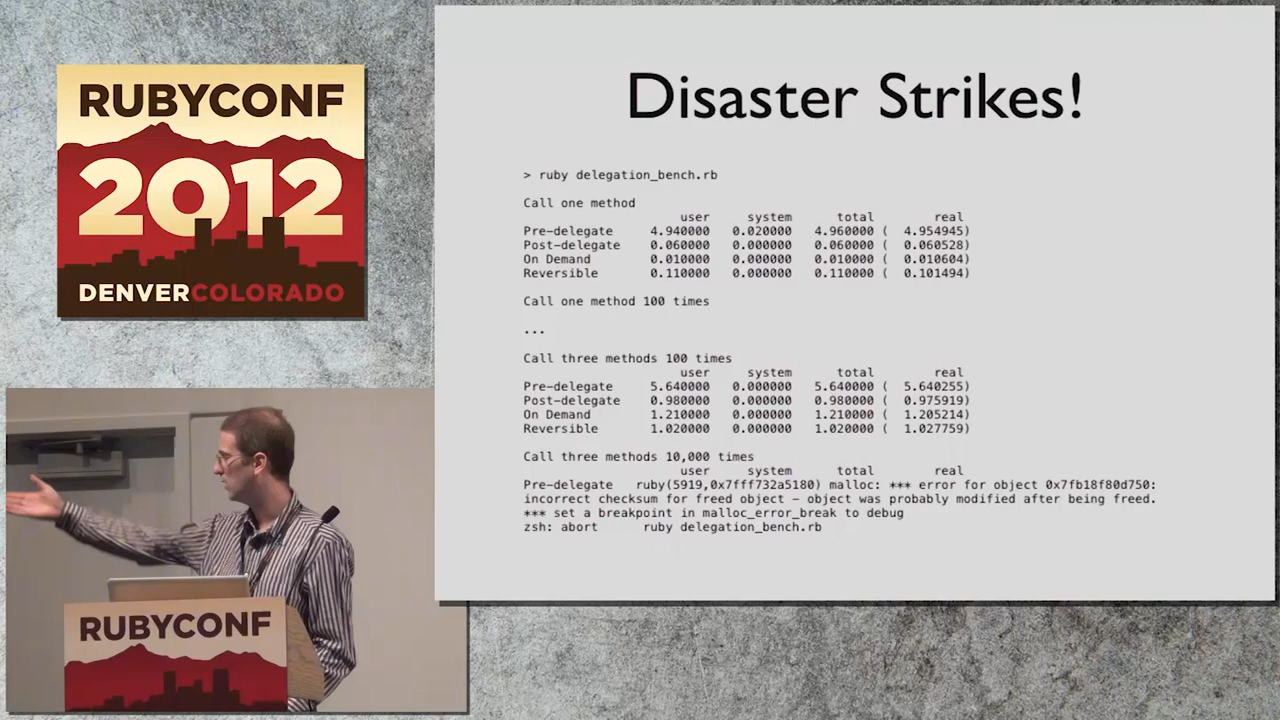 RUBYCONF
2012
DENVERCOLORADO
Disaster Strikes!
> ruby delegation_bench.rb
Call one method
user system total real
Pre-delegate 4.940000 0.020000 4.960000 ( 4.954945)
Post-delegate 0.060000 0.000000 0.060000 ( 0.060528)
On Demand 0.010000 0.000000 0.010000 ( 0.010604)
Reversible 0.110000 0.000000 0.110000 ( 0.101494)
Call one method 100 times
...
Call three methods 100 times
user system total real
Pre-delegate 5.640000 0.000000 5.640000 ( 5.640255)
Post-delegate 0.980000 0.000000 0.980000 ( 0.975919)
On Demand 1.210000 0.000000 1.210000 ( 1.205214)
Reversible 1.020000 0.000000 1.020000 ( 1.027759)
Call three methods 10,000 times
user system total real
Pre-delegate ruby(5919,0x7fff732a5180) malloc: *** error for object 0x7fb18f80d750:
incorrect checksum for freed object - object was probably modified after being freed.
*** set a breakpoint in malloc_error_break to debug
zsh: abort ruby delegation_bench.rb
RUBYCONF